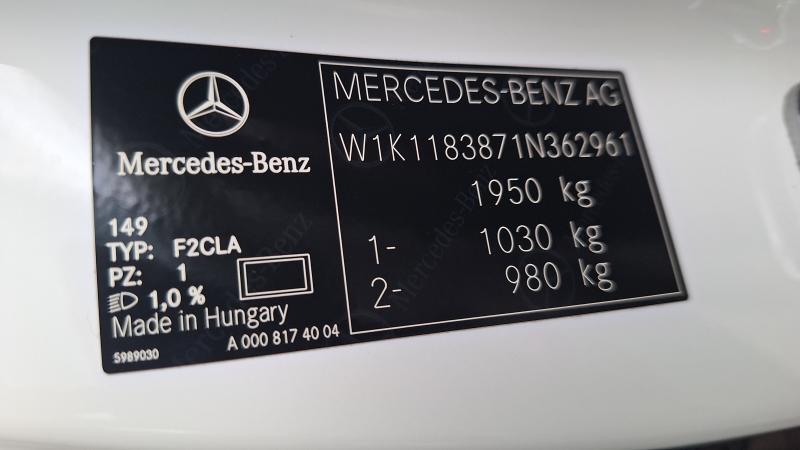 Mercedes-Benz
149
TYP: F2CLA
PZ: 1
1,0 %
Made in Hungary
5989030
A 000 817 40 04
MERCEDES-BENZ AG
W1K1183871N362961
1950 kg
1- 1030 kg
2- 980 kg